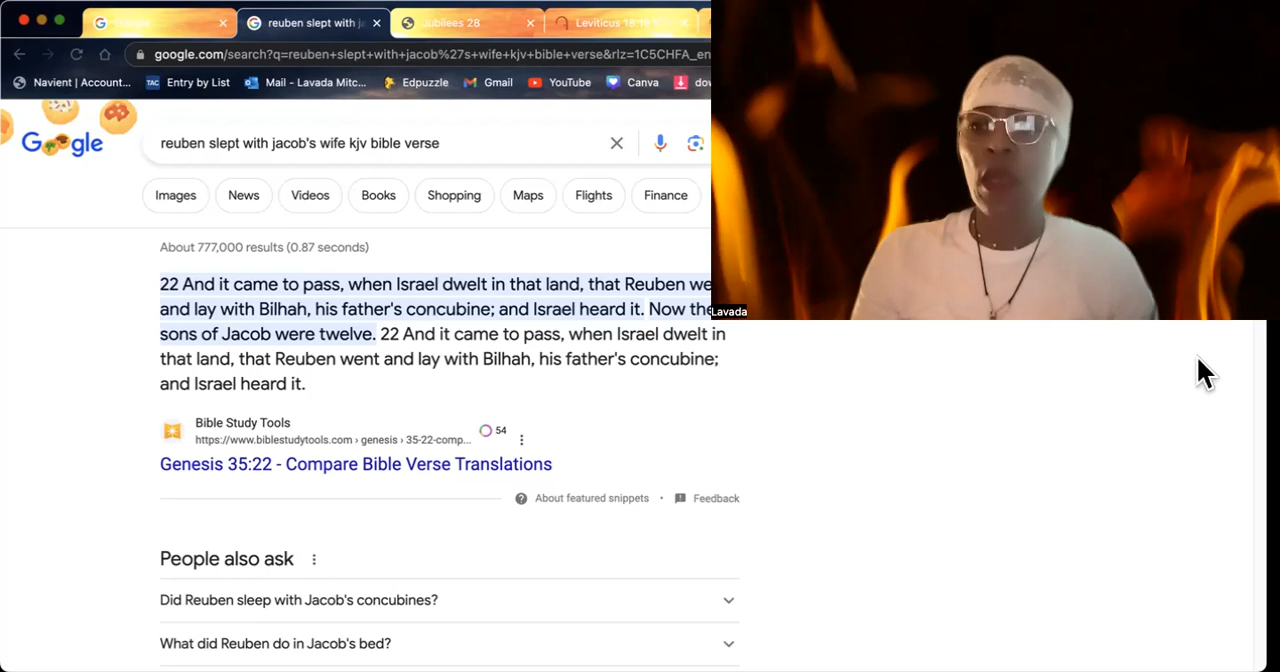 Google
reuben slept with j
Jubilees 28
Leviticus 18:18
google.com/search?q=reuben+slept+with+jacob%27s+wife+kjv+bible+verse&rlz=1C5CHFA_en
Navient | Account... TAC Entry by List Mail - Lavada Mitc... Edpuzzle Gmail YouTube Canva dov
Google
reuben slept with jacob's wife kjv bible verse
Images News Videos Books Shopping Maps Flights Finance
About 777,000 results (0.87 seconds)
22 And it came to pass, when Israel dwelt in that land, that Reuben we
and lay with Bilhah, his father's concubine; and Israel heard it. Now the
sons of Jacob were twelve. 22 And it came to pass, when Israel dwelt in
that land, that Reuben went and lay with Bilhah, his father's concubine;
and Israel heard it.
Bible Study Tools
https://www.biblestudytools.com › genesis › 35-22-comp...
54
Genesis 35:22 - Compare Bible Verse Translations
About featured snippets • Feedback
People also ask
Did Reuben sleep with Jacob's concubines?
What did Reuben do in Jacob's bed?
Lavada